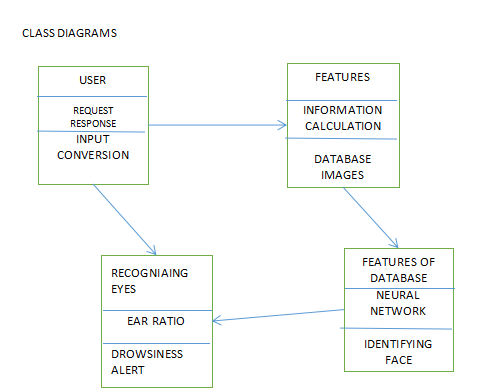 CLASS DIAGRAMS
USER
REQUEST
RESPONSE
INPUT
CONVERSION
FEATURES
INFORMATION
CALCULATION
DATABASE
IMAGES
RECOGNIAING
EYES
EAR RATIO
DROWSINESS
ALERT
FEATURES OF
DATABASE
NEURAL
NETWORK
IDENTIFYING
FACE